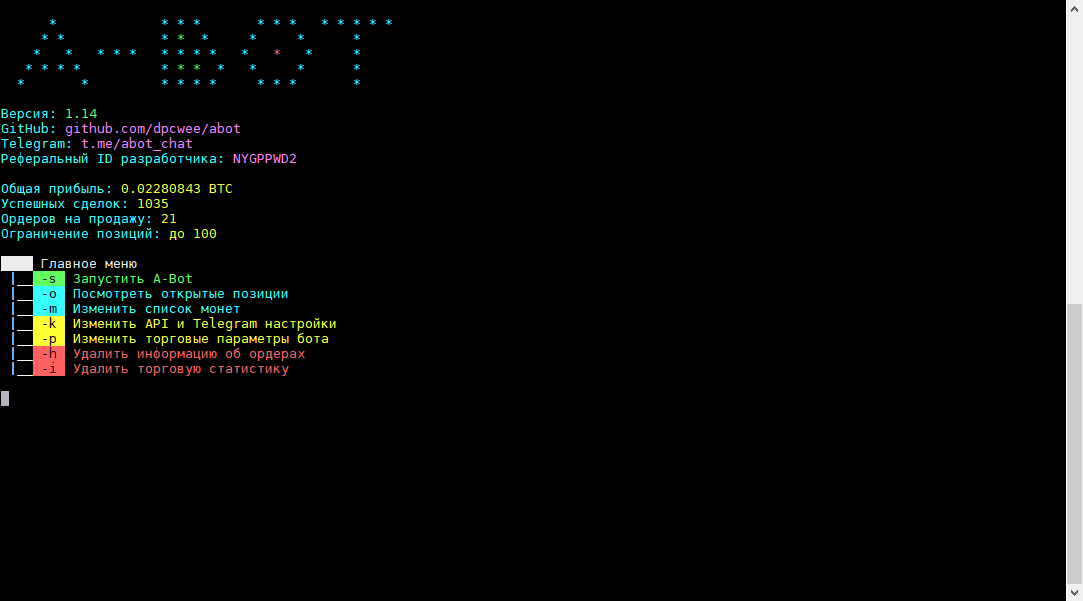 A-BOT
Версия: 1.14
GitHub: github.com/dpcwee/abot
Telegram: t.me/abot_chat
Реферальный ID разработчика: NYGPPWD2
Общая прибыль: 0.02280843 BTC
Успешных сделок: 1035
Ордеров на продажу: 21
Ограничение позиций: до 100
Главное меню
|__ -s Запустить A-Bot
|__ -o Посмотреть открытые позиции
|__ -m Изменить список монет
|__ -k Изменить API и Telegram настройки
|__ -p Изменить торговые параметры бота
|__ -h Удалить информацию об ордерах
|__ -i Удалить торговую статистику